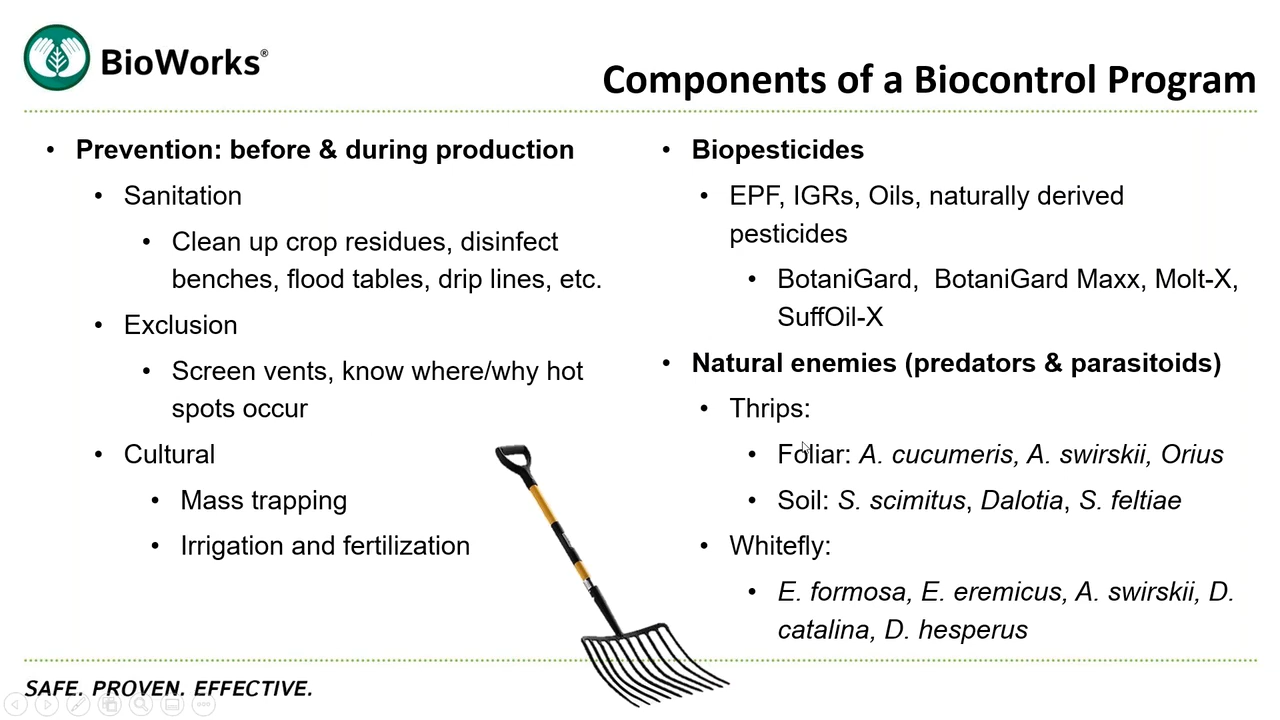 BioWorks®
Components of a Biocontrol Program
• Prevention: before & during production
• Sanitation
• Clean up crop residues, disinfect
benches, flood tables, drip lines, etc.
• Exclusion
• Screen vents, know where/why hot
spots occur
• Cultural
• Mass trapping
• Irrigation and fertilization
• Biopesticides
• EPF, IGRs, Oils, naturally derived
pesticides
• BotaniGard,  BotaniGard Maxx, Molt-X,
SuffOil-X
• Natural enemies (predators & parasitoids)
• Thrips:
• Foliar: A. cucumeris, A. swirskii, Orius
• Soil: S. scimitus, Dalotia, S. feltiae
• Whitefly:
• E. formosa, E. eremicus, A. swirskii, D.
catalina, D. hesperus
SAFE. PROVEN. EFFECTIVE.